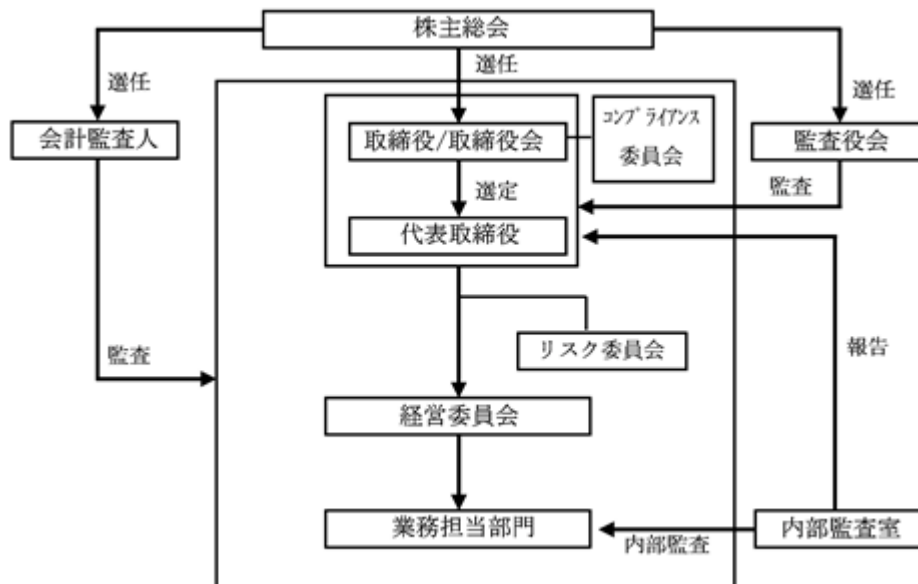 株主総会
選任
選任
選任
会計監査人
取締役/取締役会
コンプライアンス
委員会
監査役会
選定
監査
代表取締役
監査
リスク委員会
報告
経営委員会
業務担当部門
内部監査
内部監査室